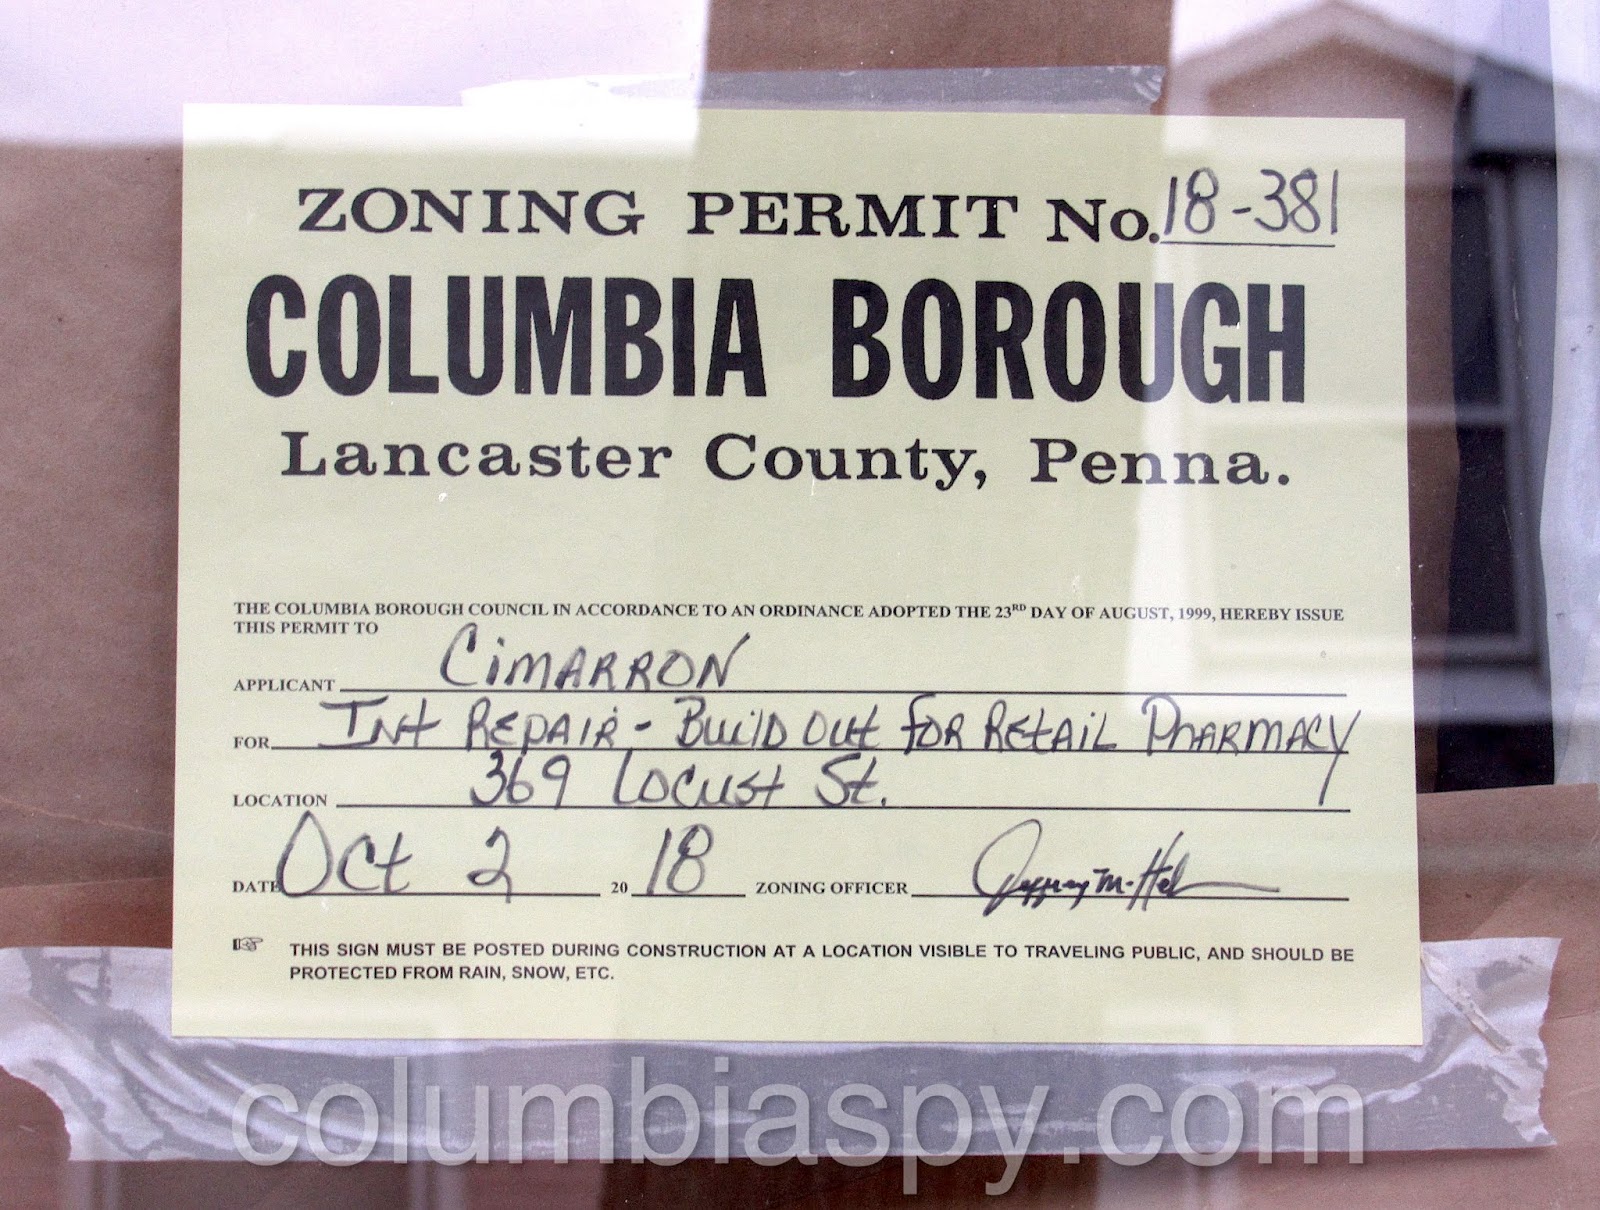 ZONING PERMIT No. 18-381
COLUMBIA BOROUGH
Lancaster County, Penna.
THE COLUMBIA BOROUGH COUNCIL IN ACCORDANCE TO AN ORDINANCE ADOPTED THE 23RD DAY OF AUGUST, 1999, HEREBY ISSUE
THIS PERMIT TO
APPLICANT CIMARRON
FOR Int REPAIR - Build Out for Retail Pharmacy
LOCATION 369 Locust St.
DATE Oct 2 20 18 ZONING OFFICER Jeffrey M.
☞ THIS SIGN MUST BE POSTED DURING CONSTRUCTION AT A LOCATION VISIBLE TO TRAVELING PUBLIC, AND SHOULD BE
PROTECTED FROM RAIN, SNOW, ETC.
columbiaspy.com